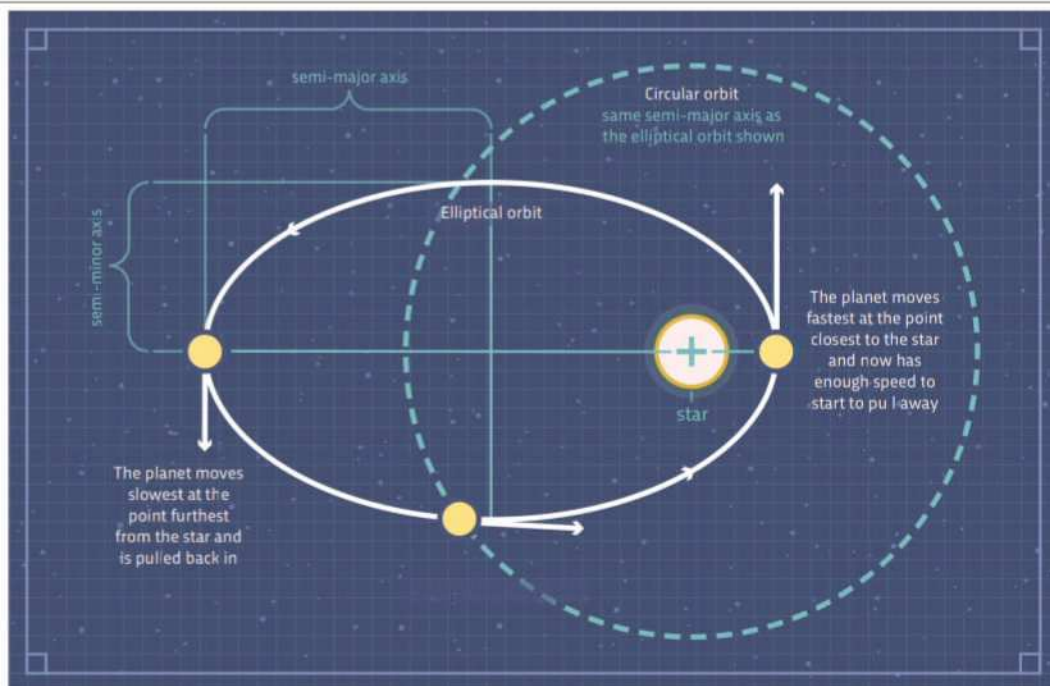 semi-major axis
Circular orbit
same semi-major axis as
the elliptical orbit shown
semi-minor axis
Elliptical orbit
The planet moves
fastest at the point
closest to the star
and now has
enough speed to
start to pu l away
star
The planet moves
slowest at the
point furthest
from the star and
is pulled back in